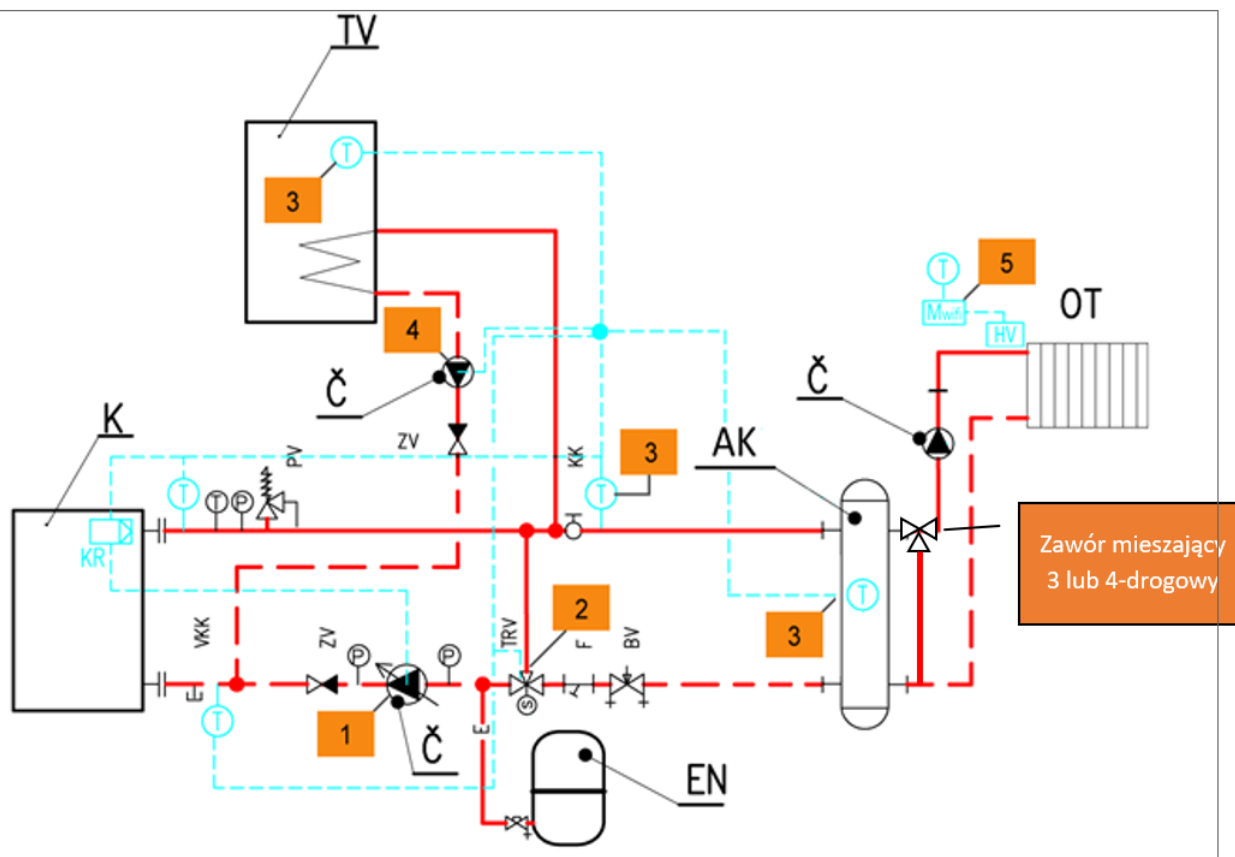 TV
T
3
4
Č
ZV
K
PV
KK
T
T
P
T
3
KR
AK
T
5
Mwifi
HV
OT
Č
Zawór mieszający
3 lub 4-drogowy
VKK
ZV
P
P
TRV
2
F
BV
3
T
S
T
1
Č
E
EN